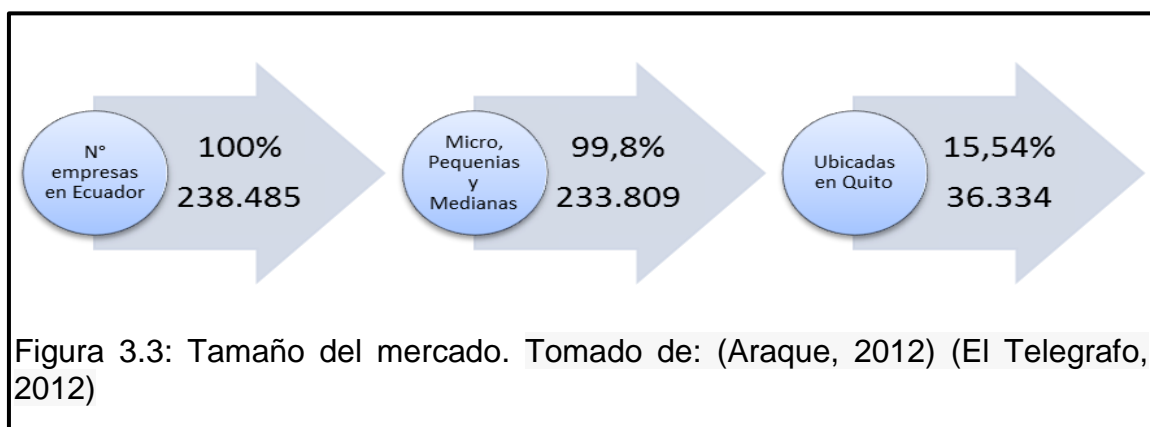 N°
empresas
en Ecuador
100%
238.485
Micro,
Pequenias
y
Medianas
99,8%
233.809
Ubicadas
en Quito
15,54%
36.334
Figura 3.3: Tamaño del mercado. Tomado de: (Araque, 2012) (El Telegrafo,
2012)